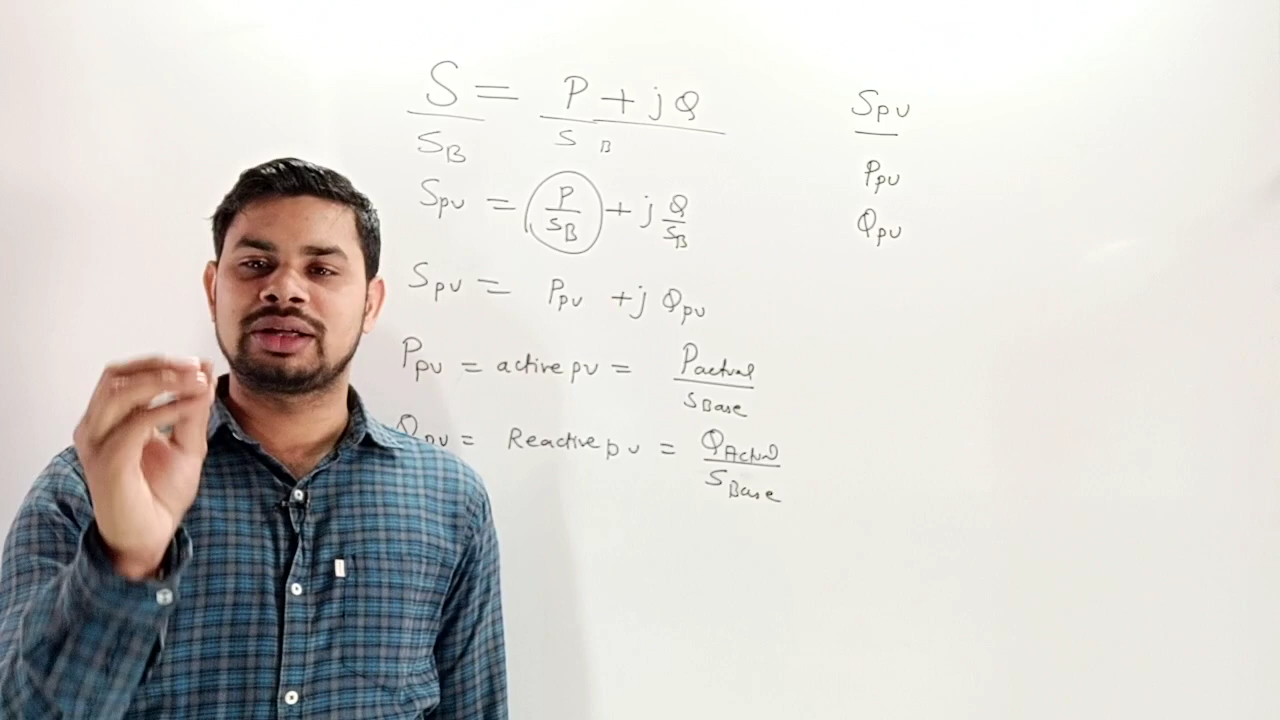 S = P + jQ
S_B S_B
S_pu = P/S_B + j Q/S_B
S_pu = P_pu + j Q_pu
P_pu = active pu = P_actual/S_Base
Q_pu = Reactive pu = Q_Actual/S_Base
S_pu
P_pu
Q_pu